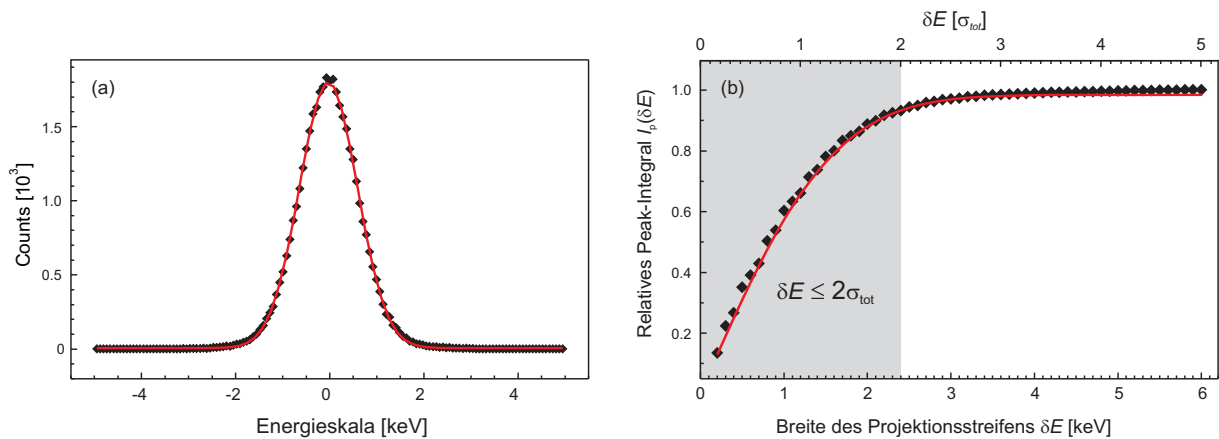 (a)
Counts [10³]
1.5
1.0
0.5
0
-4 -2 0 2 4
Energieskala [keV]
δE [σtot]
0 1 2 3 4 5
(b)
Relatives Peak-Integral Ip(δE)
1.0
0.8
0.6
0.4
0.2
δE ≤ 2σtot
0 1 2 3 4 5 6
Breite des Projektionsstreifens δE [keV]